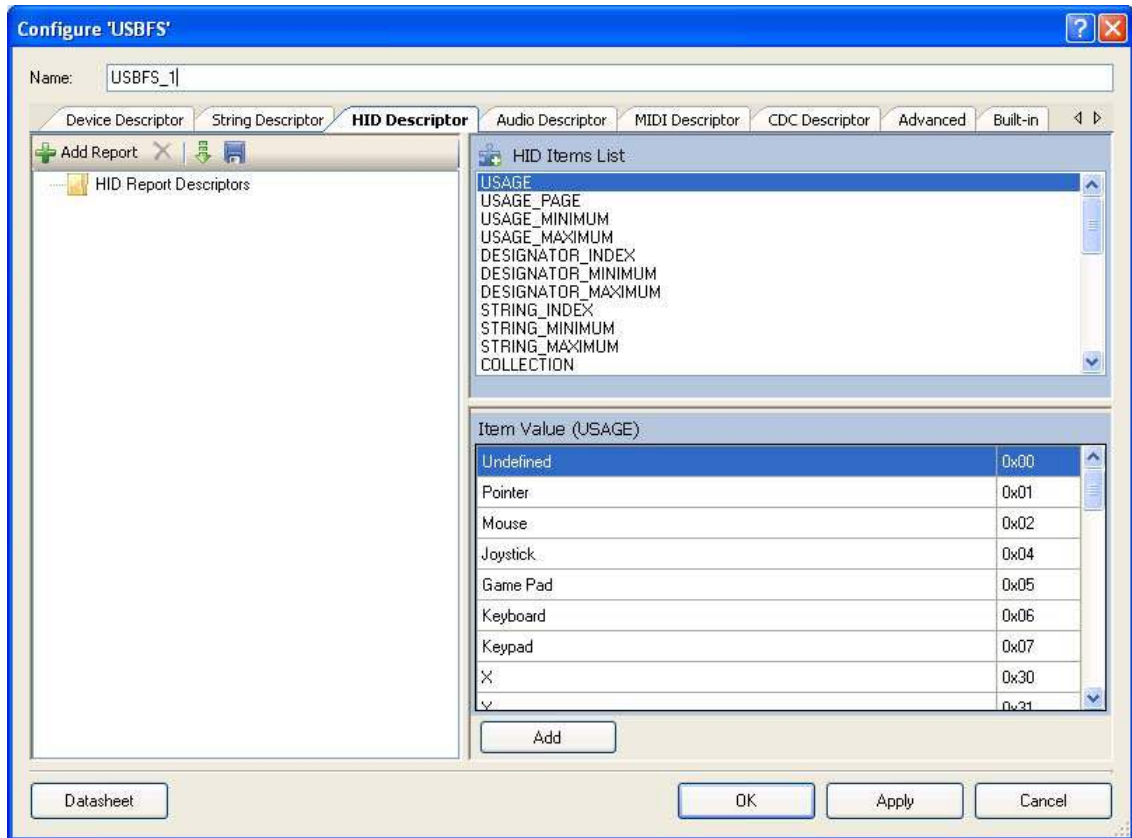 Configure 'USBFS'
Name: USBFS_1
Device Descriptor String Descriptor HID Descriptor Audio Descriptor MIDI Descriptor CDC Descriptor Advanced Built-in
Add Report
HID Report Descriptors
HID Items List
USAGE
USAGE_PAGE
USAGE_MINIMUM
USAGE_MAXIMUM
DESIGNATOR_INDEX
DESIGNATOR_MINIMUM
DESIGNATOR_MAXIMUM
STRING_INDEX
STRING_MINIMUM
STRING_MAXIMUM
COLLECTION
Item Value (USAGE)
Undefined 0x00
Pointer 0x01
Mouse 0x02
Joystick 0x04
Game Pad 0x05
Keyboard 0x06
Keypad 0x07
X 0x30
Y 0x31
Add
Datasheet OK Apply Cancel